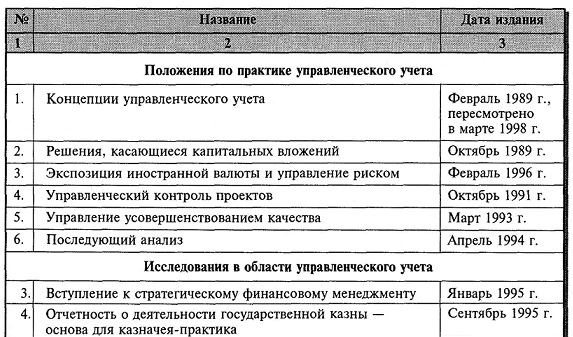 № Название Дата издания
1 2 3
Положения по практике управленческого учета
1. Концепции управленческого учета Февраль 1989 г.,
пересмотрено
в марте 1998 г.
2. Решения, касающиеся капитальных вложений Октябрь 1989 г.
3. Экспозиция иностранной валюты и управление риском Февраль 1996 г.
4. Управленческий контроль проектов Октябрь 1991 г.
5. Управление усовершенствованием качества Март 1993 г.
6. Последующий анализ Апрель 1994 г.
Исследования в области управленческого учета
3. Вступление к стратегическому финансовому менеджменту Январь 1995 г.
4. Отчетность о деятельности государственной казны — Сентябрь 1995 г.
основа для казначея-практика